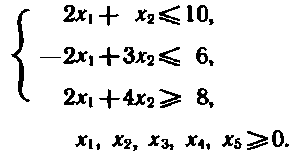 2x₁ + x₂ ⩽ 10,
−2x₁ + 3x₂ ⩽ 6,
2x₁ + 4x₂ ⩾ 8,
x₁, x₂, x₃, x₄, x₅ ⩾ 0.